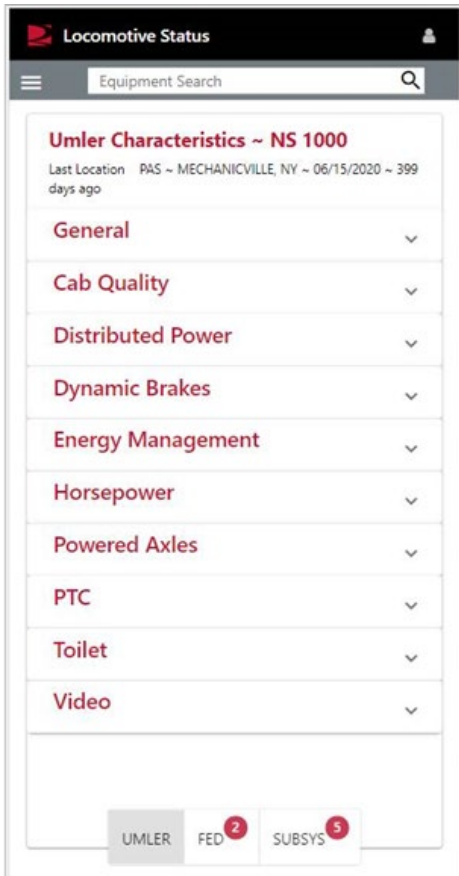 Locomotive Status
Equipment Search
Umler Characteristics ~ NS 1000
Last Location PAS ~ MECHANICVILLE, NY ~ 06/15/2020 ~ 399
days ago
General
Cab Quality
Distributed Power
Dynamic Brakes
Energy Management
Horsepower
Powered Axles
PTC
Toilet
Video
UMLER FED 2 SUBSYS 5